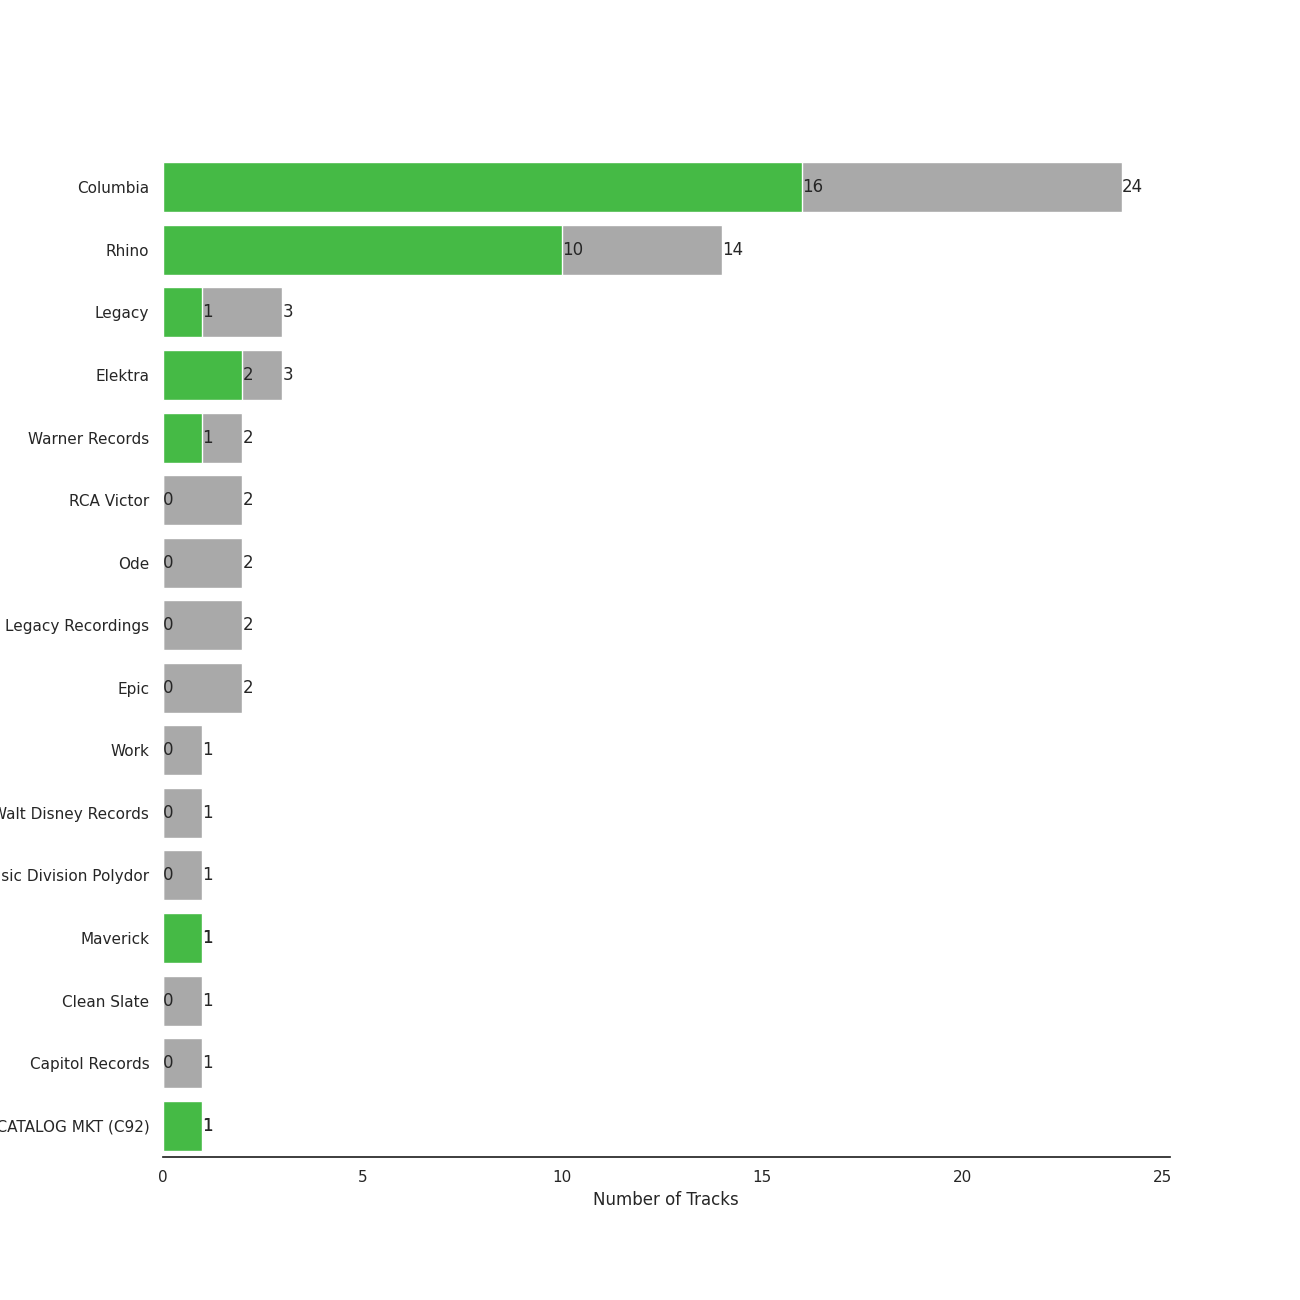 Columbia 16 24
Rhino 10 14
Legacy 1 3
Elektra 2 3
Warner Records 1 2
RCA Victor 0 2
Ode 0 2
Legacy Recordings 0 2
Epic 0 2
Work 0 1
Walt Disney Records 0 1
Division Polydor 0 1
Maverick 1
Clean Slate 0 1
Capitol Records 0 1
CATALOG MKT (C92) 1
0 5 10 15 20 25
Number of Tracks